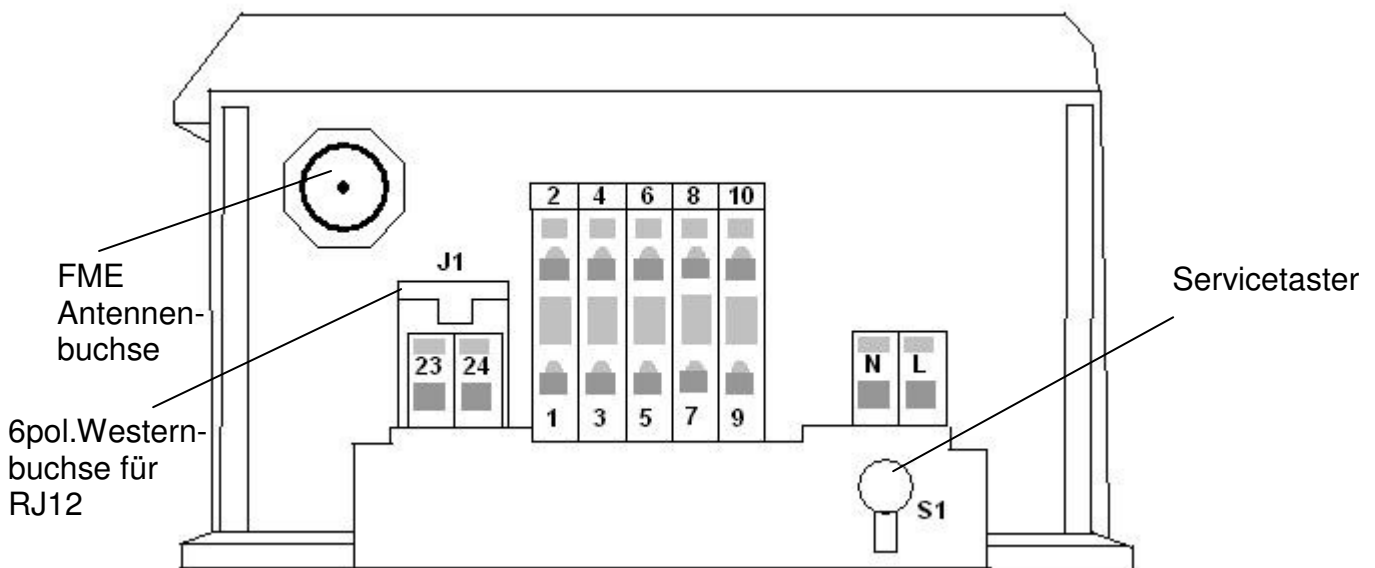 FME
Antennen-
buchse
6pol.Western-
buchse für
RJ12
J1
23 24
2 4 6 8 10
1 3 5 7 9
N L
S1
Servicetaster